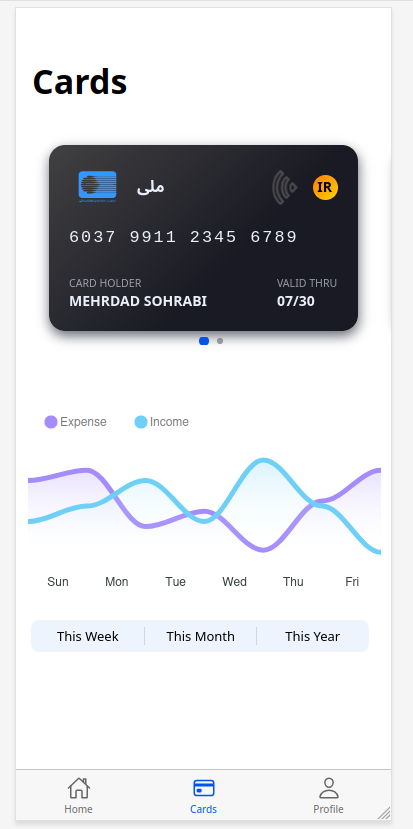 Cards
ملی
IR
6037 9911 2345 6789
CARD HOLDER VALID THRU
MEHRDAD SOHRABI 07/30
Expense Income
Sun Mon Tue Wed Thu Fri
This Week This Month This Year
Home Cards Profile